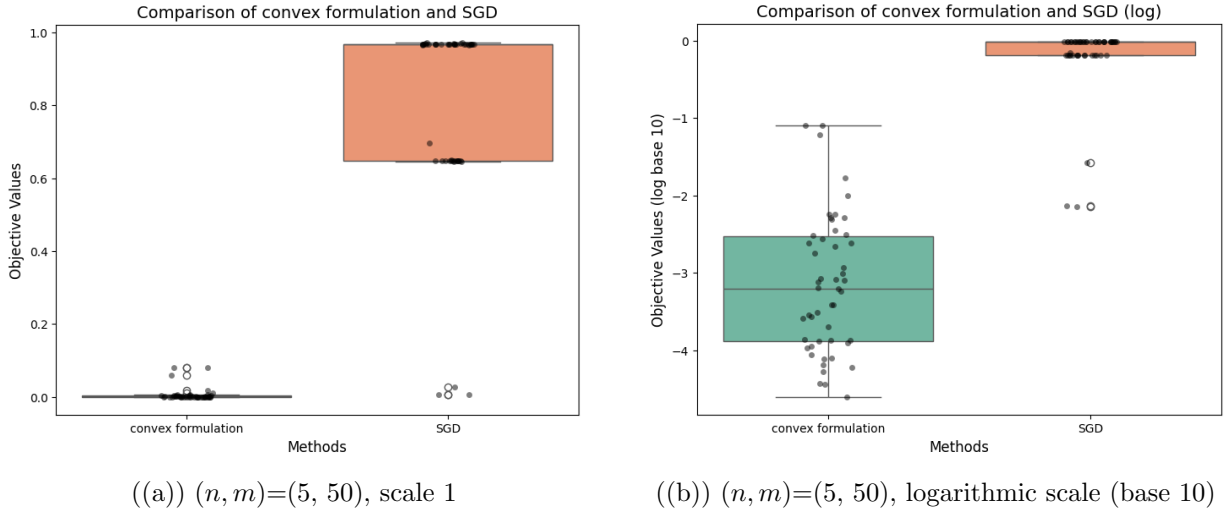 Comparison of convex formulation and SGD
1.0
0.8
0.6
0.4
0.2
0.0
Objective Values
convex formulation
SGD
Methods
((a)) (n, m)=(5, 50), scale 1
Comparison of convex formulation and SGD (log)
0
−1
−2
−3
−4
Objective Values (log base 10)
convex formulation
SGD
Methods
((b)) (n, m)=(5, 50), logarithmic scale (base 10)